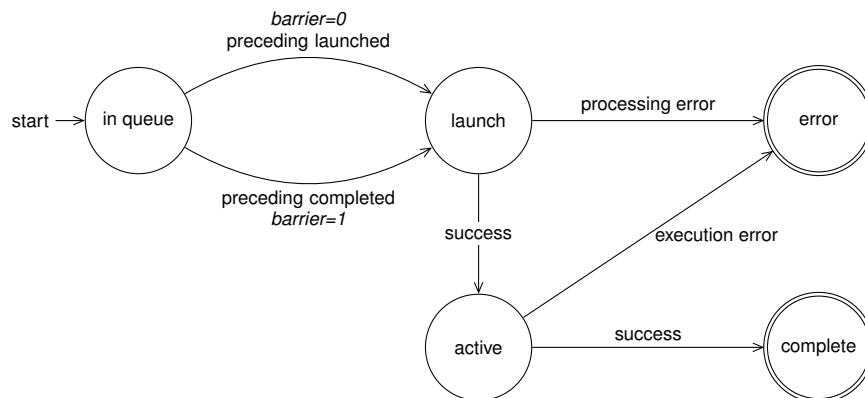 barrier=0
preceding launched
start
in queue
launch
processing error
error
preceding completed
barrier=1
success
execution error
active
success
complete